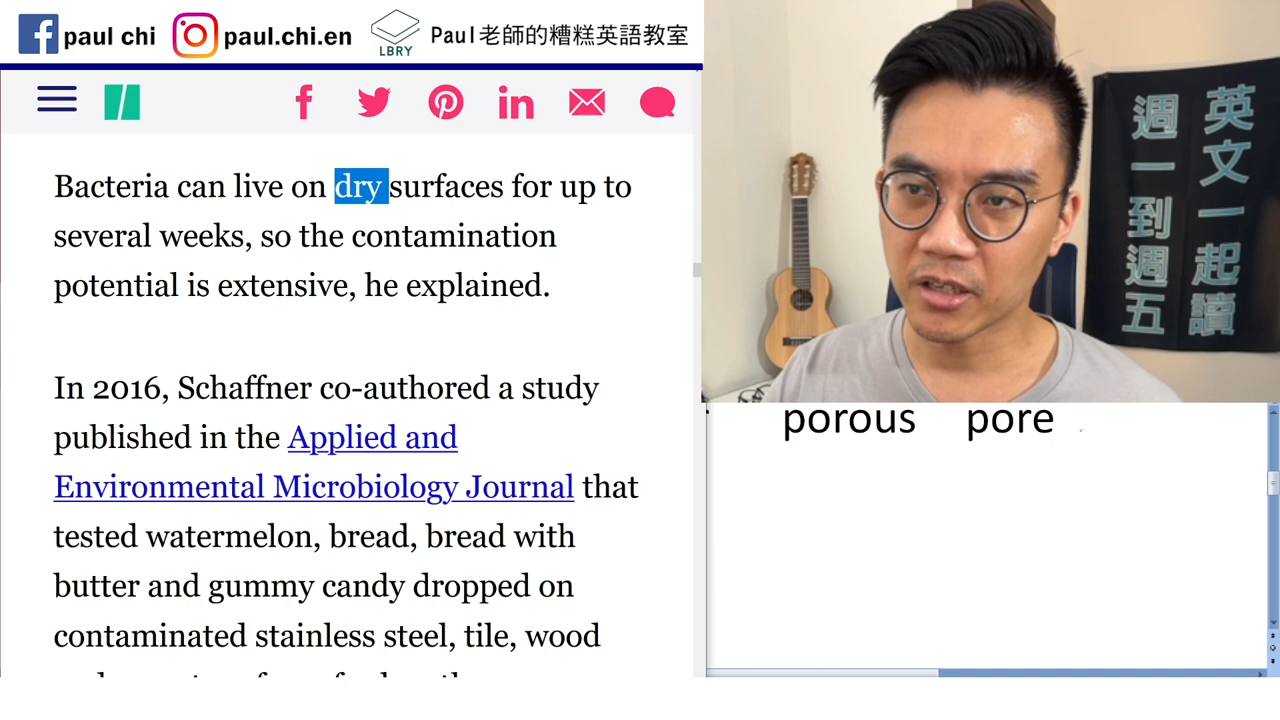 paul chi
paul.chi.en
LBRY
Paul老師的糟糕英語教室
Bacteria can live on dry surfaces for up to
several weeks, so the contamination
potential is extensive, he explained.
In 2016, Schaffner co-authored a study
published in the Applied and
Environmental Microbiology Journal that
tested watermelon, bread, bread with
butter and gummy candy dropped on
contaminated stainless steel, tile, wood
英文一起讀
週一到週五
porous pore